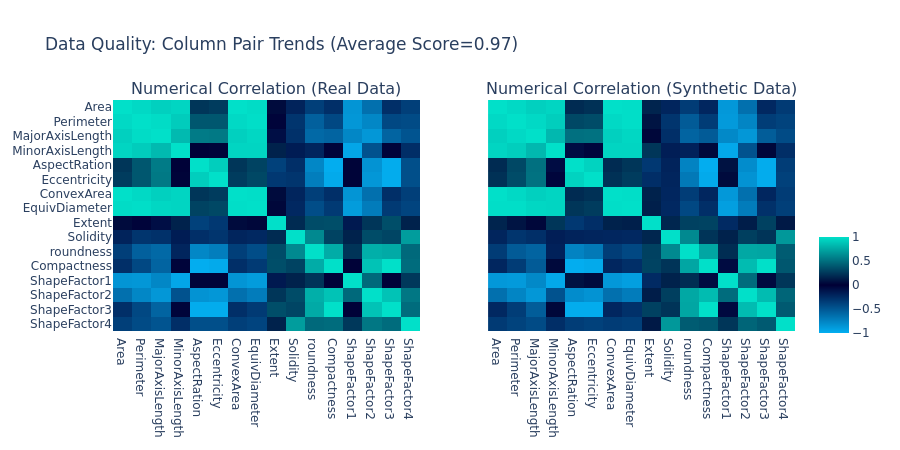 Data Quality: Column Pair Trends (Average Score=0.97)
Numerical Correlation (Real Data)
Numerical Correlation (Synthetic Data)
Area
Perimeter
MajorAxisLength
MinorAxisLength
AspectRation
Eccentricity
ConvexArea
EquivDiameter
Extent
Solidity
roundness
Compactness
ShapeFactor1
ShapeFactor2
ShapeFactor3
ShapeFactor4
Area
Perimeter
MajorAxisLength
MinorAxisLength
AspectRation
Eccentricity
ConvexArea
EquivDiameter
Extent
Solidity
roundness
Compactness
ShapeFactor1
ShapeFactor2
ShapeFactor3
ShapeFactor4
Area
Perimeter
MajorAxisLength
MinorAxisLength
AspectRation
Eccentricity
ConvexArea
EquivDiameter
Extent
Solidity
roundness
Compactness
ShapeFactor1
ShapeFactor2
ShapeFactor3
ShapeFactor4
1
0.5
0
−0.5
−1